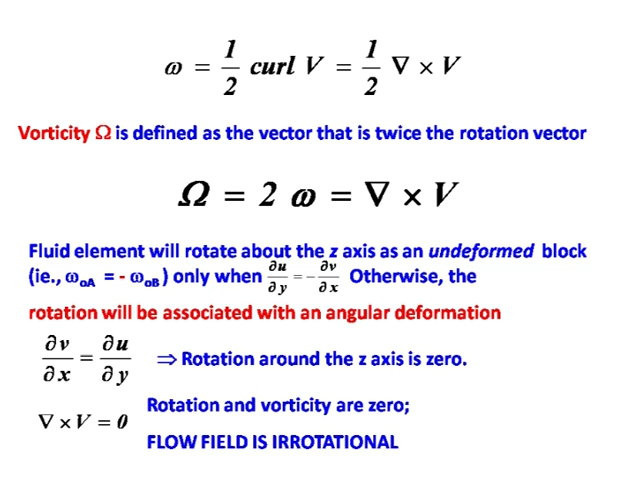 ω = 1/2 curl V = 1/2 ∇ × V
Vorticity Ω is defined as the vector that is twice the rotation vector
Ω = 2 ω = ∇ × V
Fluid element will rotate about the z axis as an undeformed block
(ie., ω_oA = - ω_oB) only when ∂u/∂y = -∂v/∂x Otherwise, the
rotation will be associated with an angular deformation
∂v/∂x = ∂u/∂y ⇒ Rotation around the z axis is zero.
Rotation and vorticity are zero;
∇ × V = 0
FLOW FIELD IS IRROTATIONAL